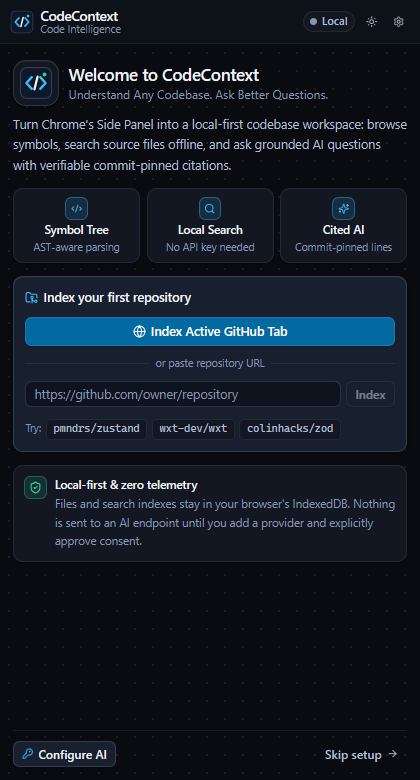 CodeContext
Code Intelligence
Local
Welcome to CodeContext
Understand Any Codebase. Ask Better Questions.
Turn Chrome's Side Panel into a local-first codebase workspace: browse
symbols, search source files offline, and ask grounded AI questions
with verifiable commit-pinned citations.
Symbol Tree
AST-aware parsing
Local Search
No API key needed
Cited AI
Commit-pinned lines
Index your first repository
Index Active GitHub Tab
or paste repository URL
https://github.com/owner/repository
Index
Try: pmndrs/zustand wxt-dev/wxt colinhacks/zod
Local-first & zero telemetry
Files and search indexes stay in your browser's IndexedDB. Nothing
is sent to an AI endpoint until you add a provider and explicitly
approve consent.
Configure AI
Skip setup